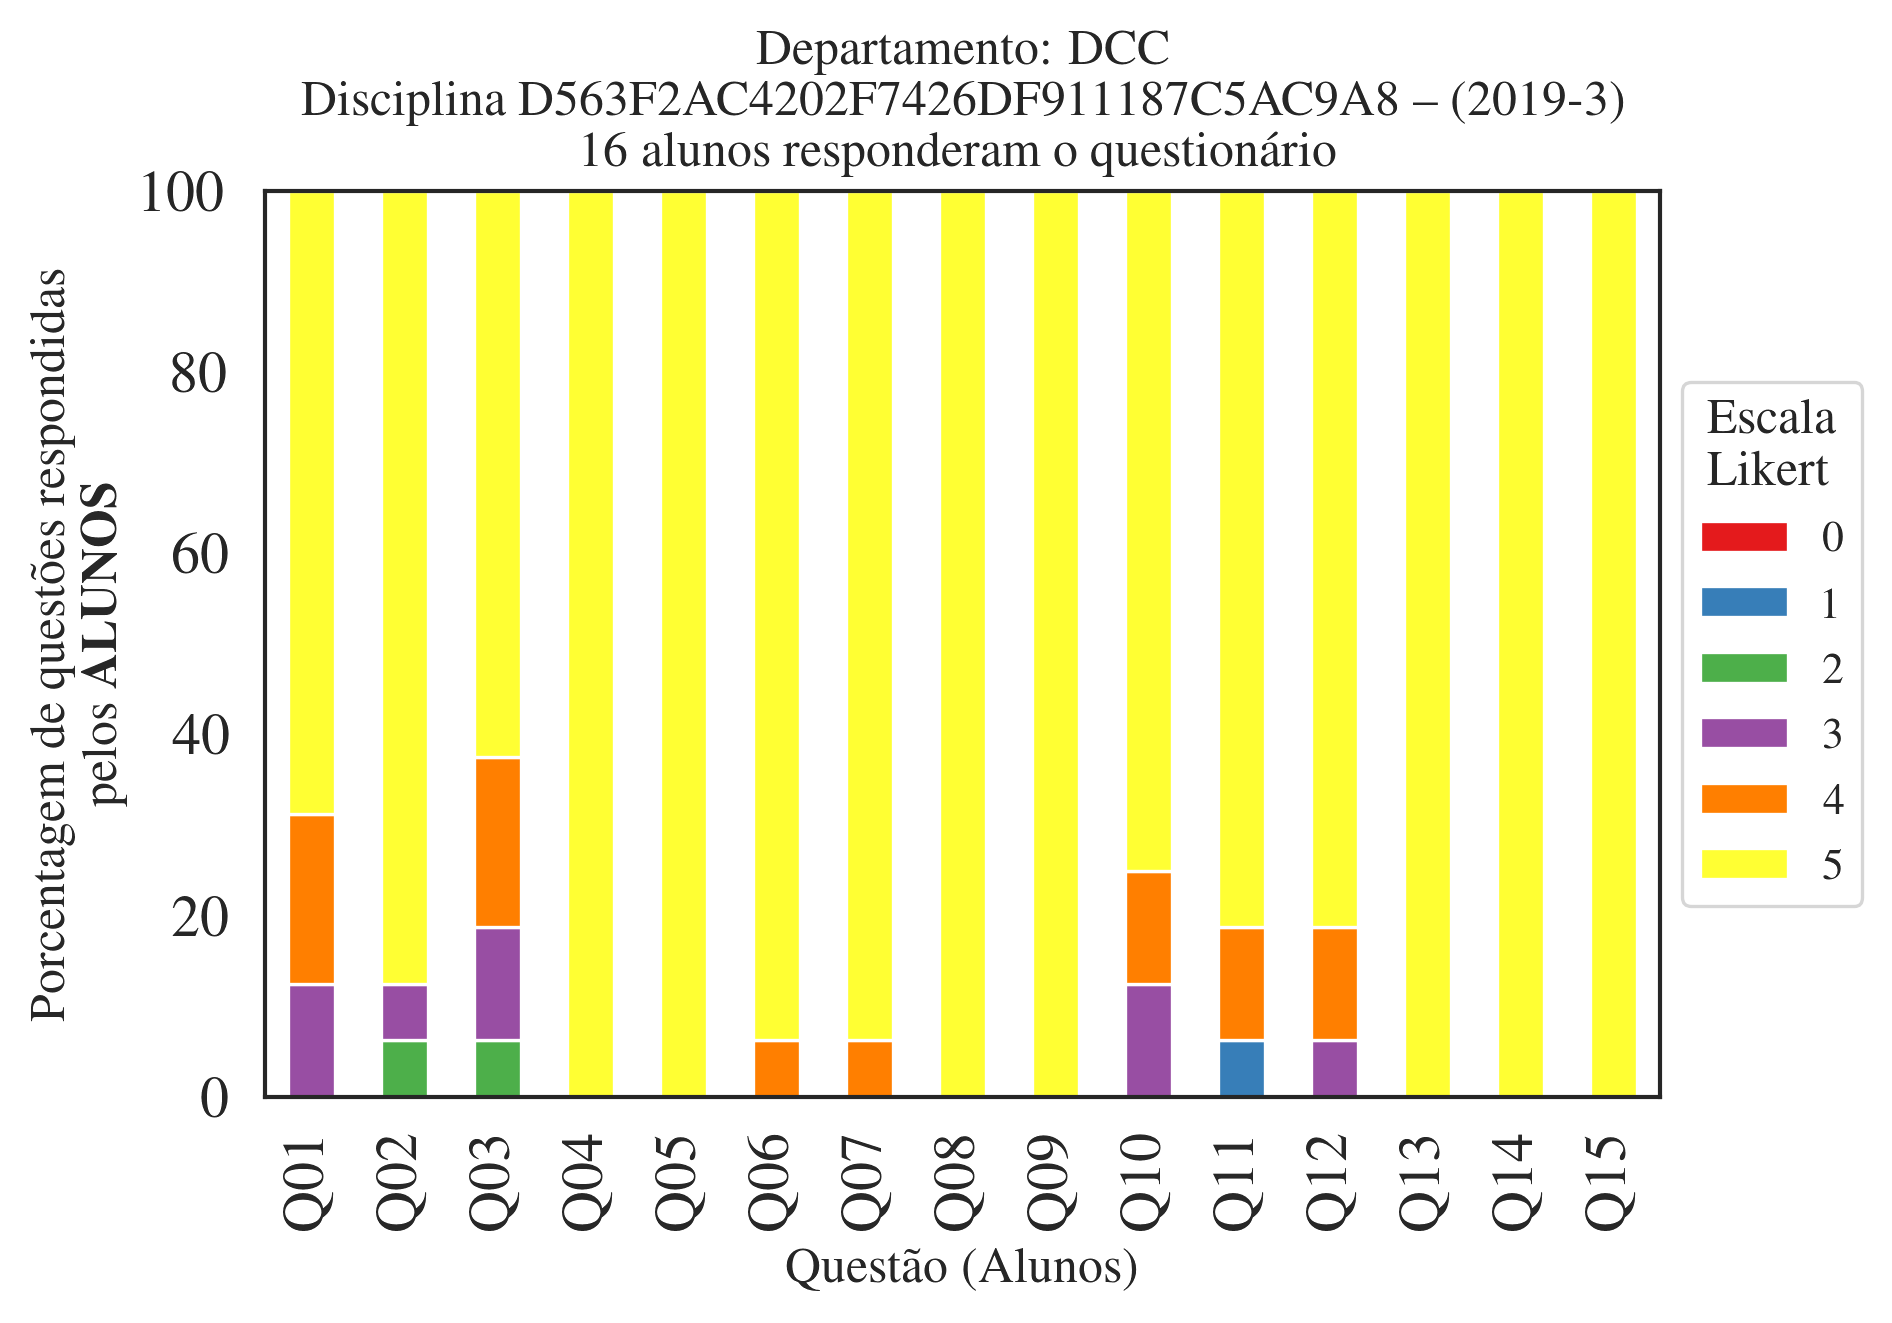 Departamento: DCC
Disciplina D563F2AC4202F7426DF911187C5AC9A8 – (2019-3)
16 alunos responderam o questionário
Porcentagem de questões respondidas
pelos ALUNOS
100
80
60
40
20
0
Q01
Q02
Q03
Q04
Q05
Q06
Q07
Q08
Q09
Q10
Q11
Q12
Q13
Q14
Q15
Questão (Alunos)
Escala
Likert
0
1
2
3
4
5